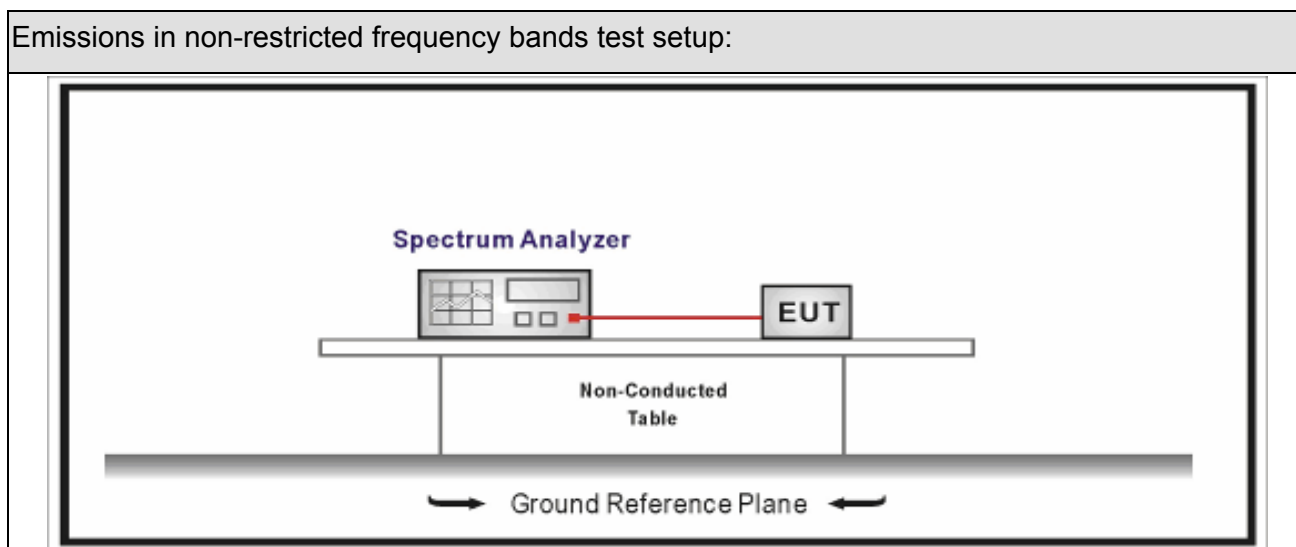 Emissions in non-restricted frequency bands test setup:
Spectrum Analyzer
EUT
Non-Conducted
Table
Ground Reference Plane